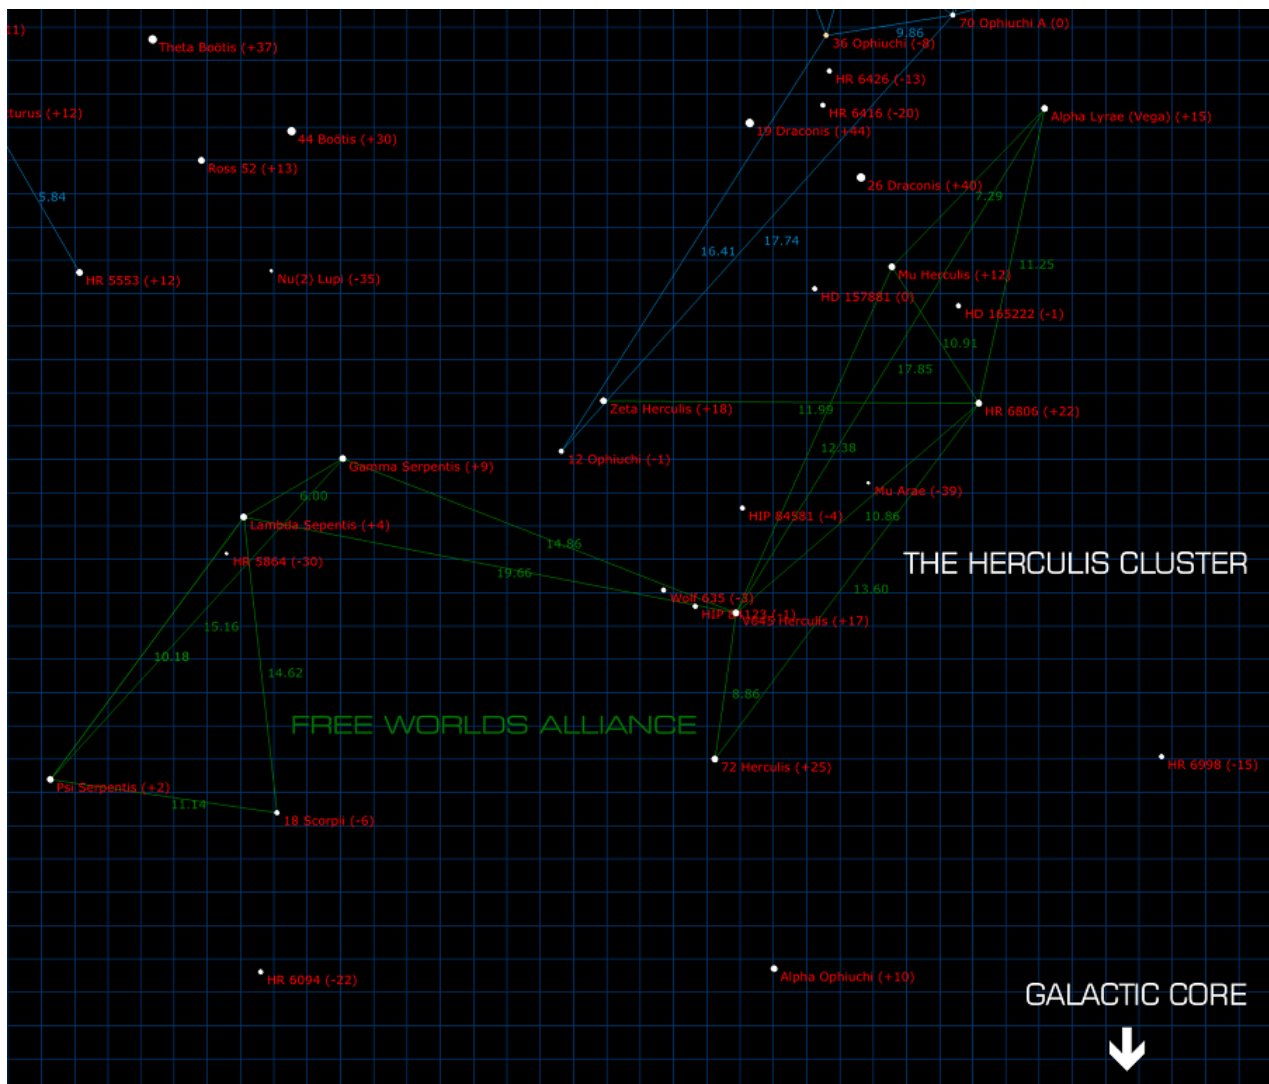 11)
70 Ophiuchi A (0)
9.86
36 Ophiuchi (-8)
Theta Boötis (+37)
HR 6426 (-13)
HR 6416 (-20)
turus (+12)
Alpha Lyrae (Vega) (+15)
19 Draconis (+44)
44 Boötis (+30)
Ross 52 (+13)
26 Draconis (+40)
5.84
7.29
17.74
16.41
11.25
HR 5553 (+12)
Nu(2) Lupi (-35)
Mu Herculis (+12)
HD 157881 (0)
HD 165222 (-1)
10.91
17.85
Zeta Herculis (+18)
11.99
HR 6806 (+22)
12.38
12 Ophiuchi (-1)
Gamma Serpentis (+9)
Mu Arae (-39)
6.00
HIP 84581 (-4)
10.86
Lambda Sepentis (+4)
14.86
HR 5864 (-30)
THE HERCULIS CLUSTER
19.66
13.60
Wolf 635 (-3)
V645 Herculis (+17)
15.16
10.18
14.62
8.86
FREE WORLDS ALLIANCE
72 Herculis (+25)
HR 6998 (-15)
Psi Serpentis (+2)
11.14
18 Scorpii (-6)
HR 6094 (-22)
Alpha Ophiuchi (+10)
GALACTIC CORE